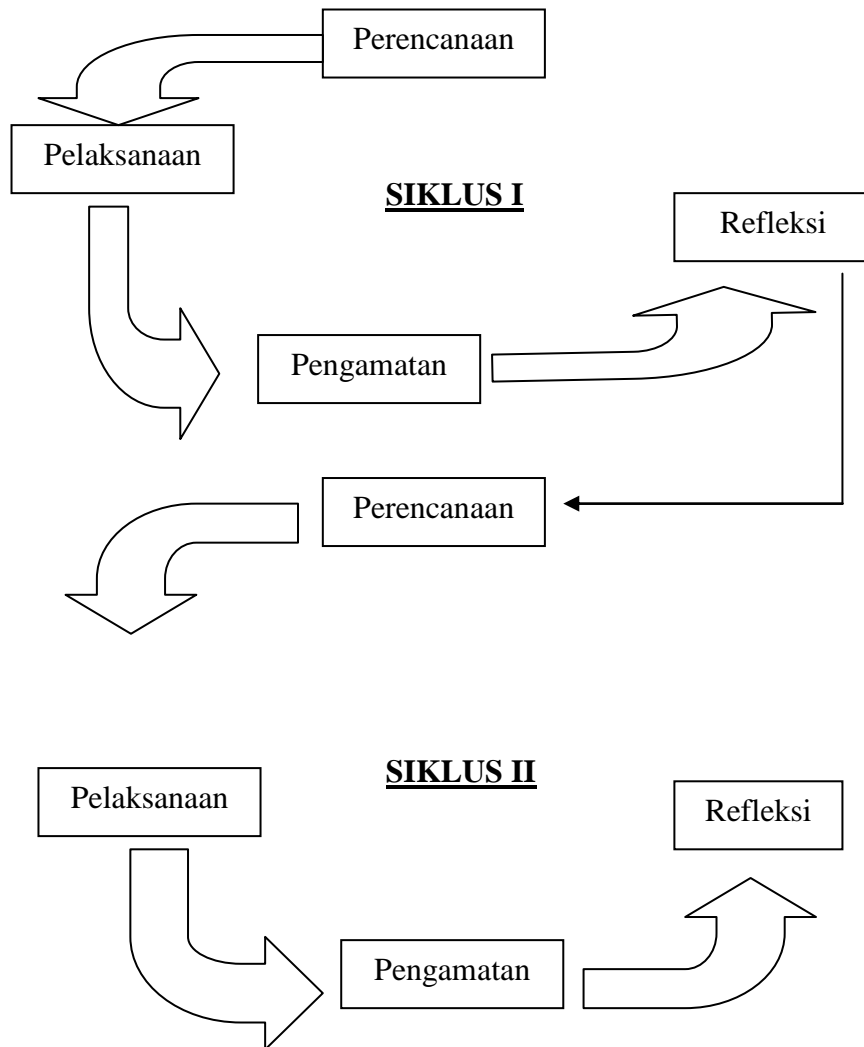 Perencanaan
Pelaksanaan
SIKLUS I
Refleksi
Pengamatan
Perencanaan
SIKLUS II
Pelaksanaan
Refleksi
Pengamatan